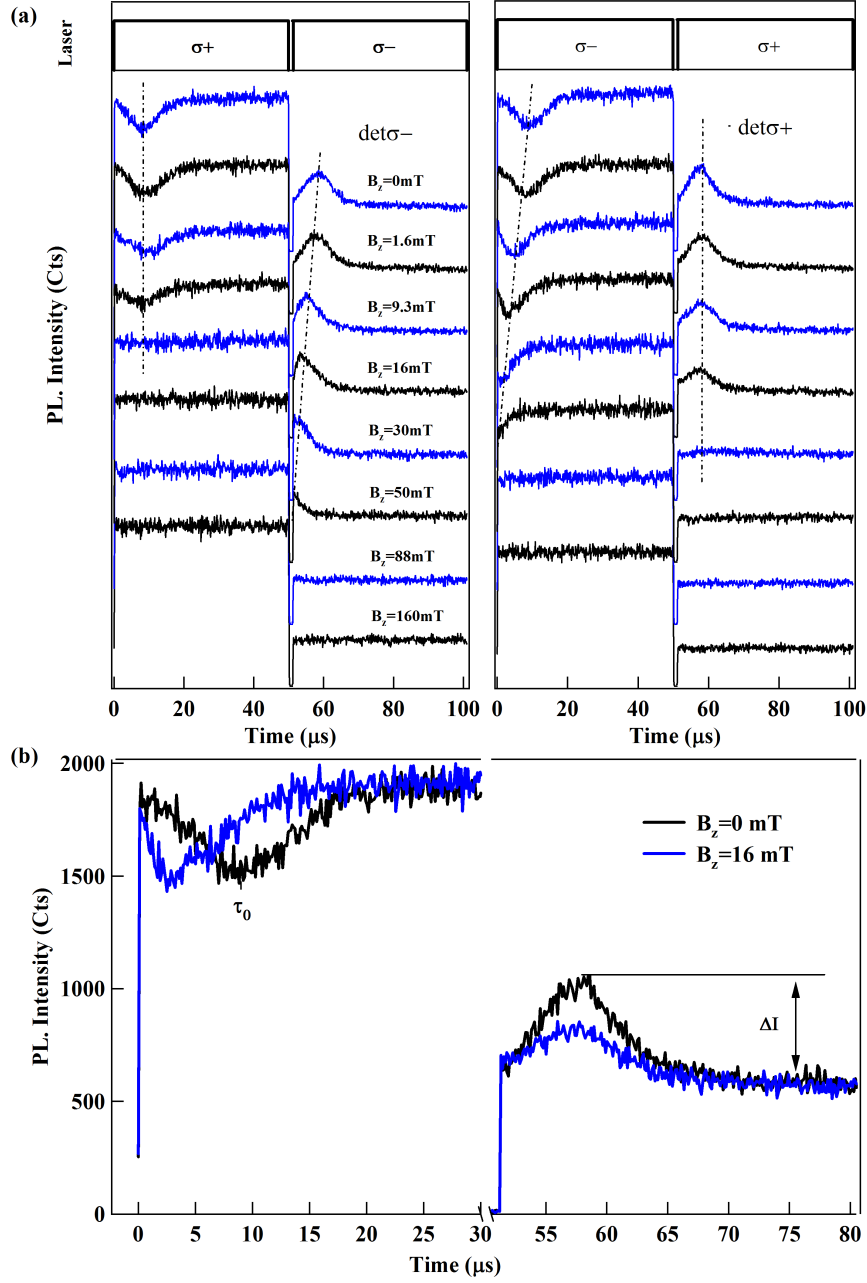 (a)
Laser
σ+
σ−
σ−
σ+
detσ−
detσ+
B_z=0mT
B_z=1.6mT
B_z=9.3mT
B_z=16mT
B_z=30mT
B_z=50mT
B_z=88mT
B_z=160mT
PL. Intensity (Cts)
0 20 40 60 80 100
0 20 40 60 80 100
Time (μs)
Time (μs)
(b)
2000
1500
1000
500
0
PL. Intensity (Cts)
B_z=0 mT
B_z=16 mT
τ_0
ΔI
0 5 10 15 20 25 30 55 60 65 70 75 80
Time (μs)